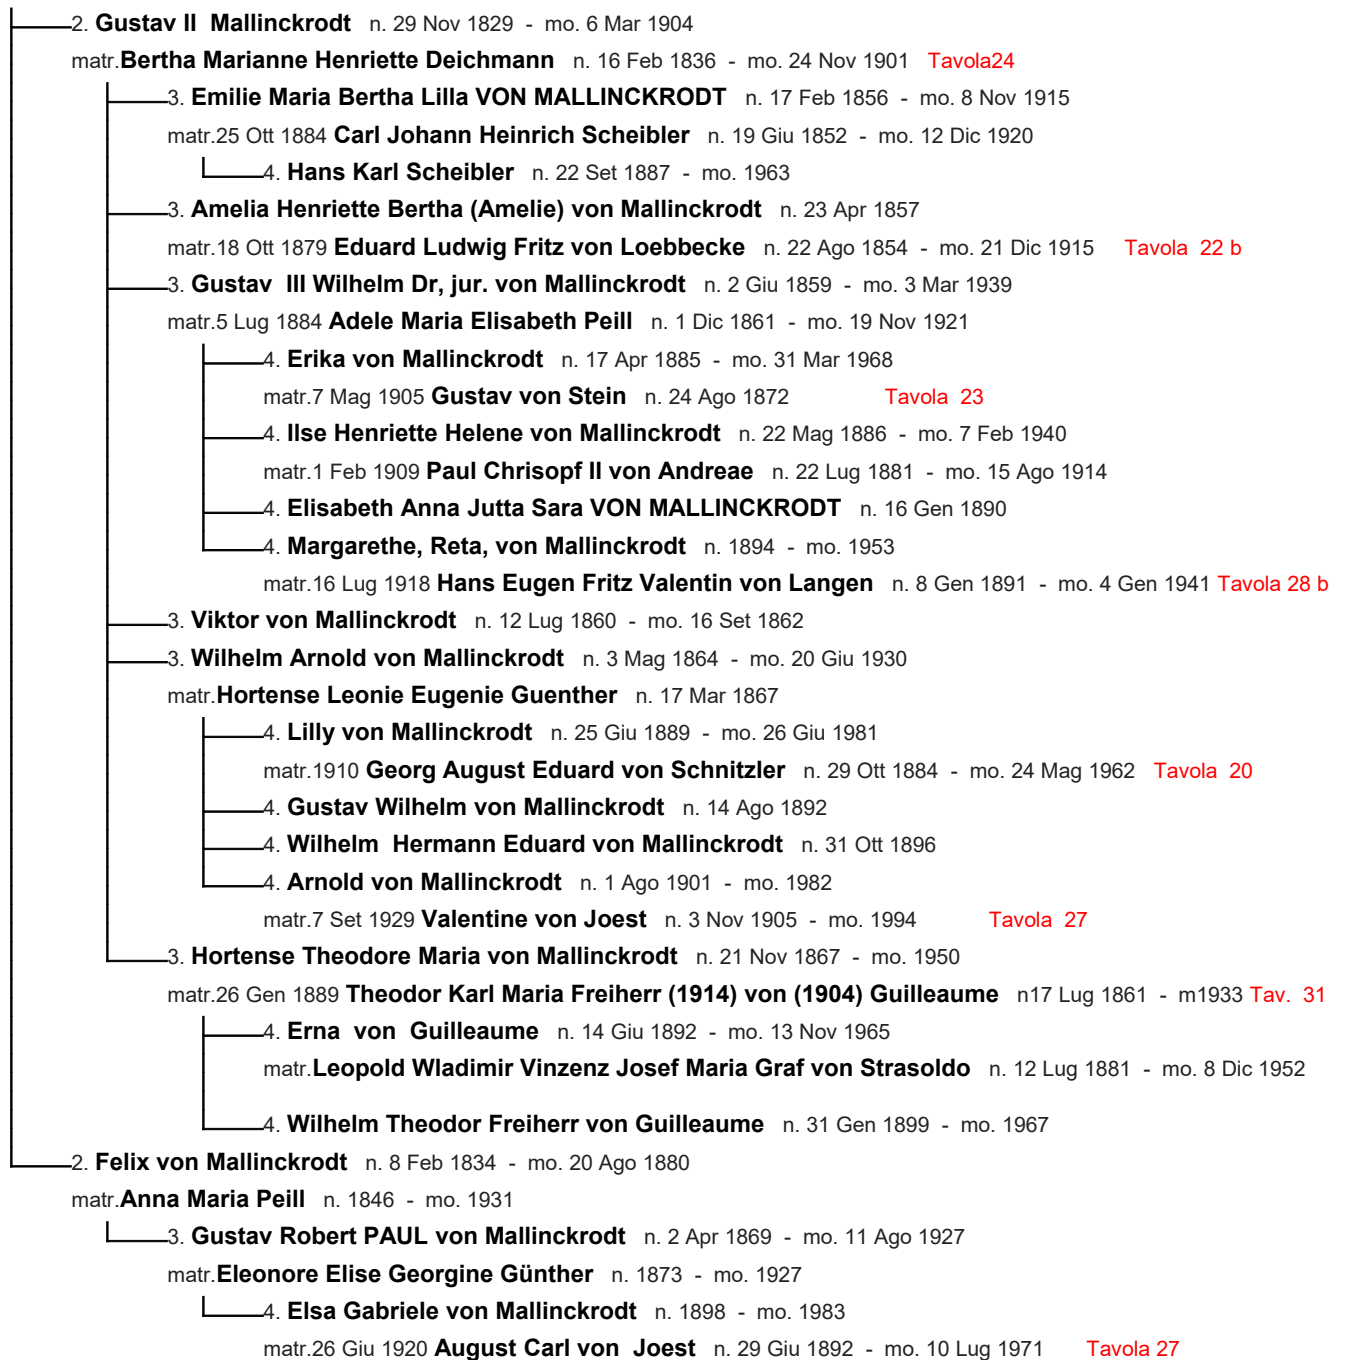 2. Gustav II Mallinckrodt n. 29 Nov 1829 - mo. 6 Mar 1904
matr.Bertha Marianne Henriette Deichmann n. 16 Feb 1836 - mo. 24 Nov 1901 Tavola24
3. Emilie Maria Bertha Lilla VON MALLINCKRODT n. 17 Feb 1856 - mo. 8 Nov 1915
matr.25 Ott 1884 Carl Johann Heinrich Scheibler n. 19 Giu 1852 - mo. 12 Dic 1920
4. Hans Karl Scheibler n. 22 Set 1887 - mo. 1963
3. Amelia Henriette Bertha (Amelie) von Mallinckrodt n. 23 Apr 1857
matr.18 Ott 1879 Eduard Ludwig Fritz von Loebbecke n. 22 Ago 1854 - mo. 21 Dic 1915 Tavola 22 b
3. Gustav III Wilhelm Dr, jur. von Mallinckrodt n. 2 Giu 1859 - mo. 3 Mar 1939
matr.5 Lug 1884 Adele Maria Elisabeth Peill n. 1 Dic 1861 - mo. 19 Nov 1921
4. Erika von Mallinckrodt n. 17 Apr 1885 - mo. 31 Mar 1968
matr.7 Mag 1905 Gustav von Stein n. 24 Ago 1872 Tavola 23
4. Ilse Henriette Helene von Mallinckrodt n. 22 Mag 1886 - mo. 7 Feb 1940
matr.1 Feb 1909 Paul Chrisopf II von Andreae n. 22 Lug 1881 - mo. 15 Ago 1914
4. Elisabeth Anna Jutta Sara VON MALLINCKRODT n. 16 Gen 1890
4. Margarethe, Reta, von Mallinckrodt n. 1894 - mo. 1953
matr.16 Lug 1918 Hans Eugen Fritz Valentin von Langen n. 8 Gen 1891 - mo. 4 Gen 1941 Tavola 28 b
3. Viktor von Mallinckrodt n. 12 Lug 1860 - mo. 16 Set 1862
3. Wilhelm Arnold von Mallinckrodt n. 3 Mag 1864 - mo. 20 Giu 1930
matr.Hortense Leonie Eugenie Guenther n. 17 Mar 1867
4. Lilly von Mallinckrodt n. 25 Giu 1889 - mo. 26 Giu 1981
matr.1910 Georg August Eduard von Schnitzler n. 29 Ott 1884 - mo. 24 Mag 1962 Tavola 20
4. Gustav Wilhelm von Mallinckrodt n. 14 Ago 1892
4. Wilhelm Hermann Eduard von Mallinckrodt n. 31 Ott 1896
4. Arnold von Mallinckrodt n. 1 Ago 1901 - mo. 1982
matr.7 Set 1929 Valentine von Joest n. 3 Nov 1905 - mo. 1994 Tavola 27
3. Hortense Theodore Maria von Mallinckrodt n. 21 Nov 1867 - mo. 1950
matr.26 Gen 1889 Theodor Karl Maria Freiherr (1914) von (1904) Guilleaume n17 Lug 1861 - m1933 Tav. 31
4. Erna von Guilleaume n. 14 Giu 1892 - mo. 13 Nov 1965
matr.Leopold Wladimir Vinzenz Josef Maria Graf von Strasoldo n. 12 Lug 1881 - mo. 8 Dic 1952
4. Wilhelm Theodor Freiherr von Guilleaume n. 31 Gen 1899 - mo. 1967
2. Felix von Mallinckrodt n. 8 Feb 1834 - mo. 20 Ago 1880
matr.Anna Maria Peill n. 1846 - mo. 1931
3. Gustav Robert PAUL von Mallinckrodt n. 2 Apr 1869 - mo. 11 Ago 1927
matr.Eleonore Elise Georgine Günther n. 1873 - mo. 1927
4. Elsa Gabriele von Mallinckrodt n. 1898 - mo. 1983
matr.26 Giu 1920 August Carl von Joest n. 29 Giu 1892 - mo. 10 Lug 1971 Tavola 27